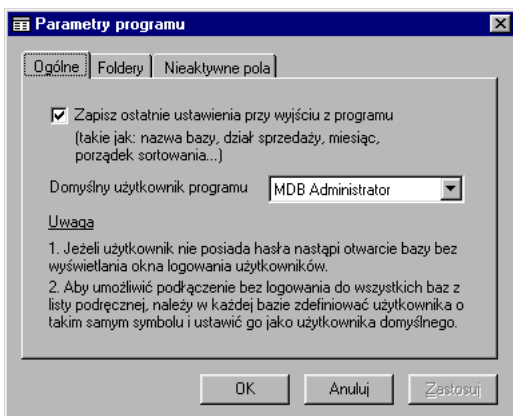 Parametry programu
Ogólne Foldery Nieaktywne pola
Zapisz ostatnie ustawienia przy wyjściu z programu
(takie jak: nazwa bazy, dział sprzedaży, miesiąc,
porządek sortowania...)
Domyślny użytkownik programu MDB Administrator
Uwaga
1. Jeżeli użytkownik nie posiada hasła nastąpi otwarcie bazy bez
wyświetlania okna logowania użytkowników.
2. Aby umożliwić podłączenie bez logowania do wszystkich baz z
listy podręcznej, należy w każdej bazie zdefiniować użytkownika o
takim samym symbolu i ustawić go jako użytkownika domyślnego.
OK Anuluj Zastosuj